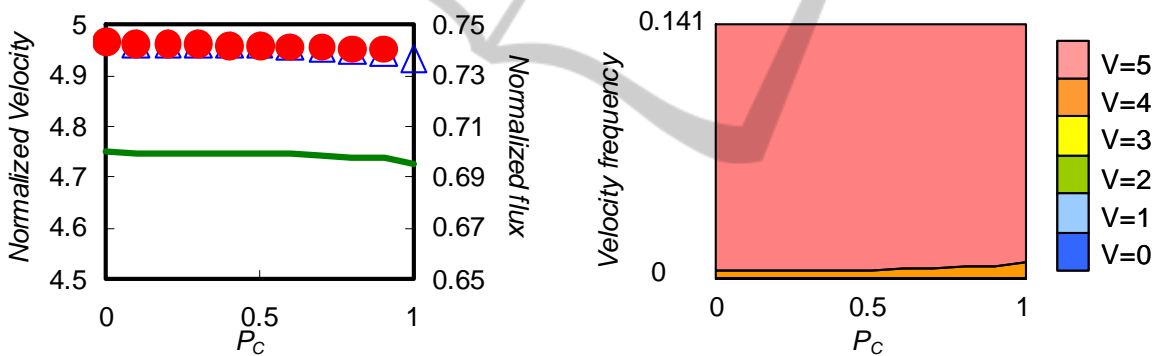 Normalized Velocity
5
4.9
4.8
4.7
4.6
4.5
0
0.5
1
P_C
0.75
0.73
0.71
0.69
0.67
0.65
Normalized flux
Velocity frequency
0.141
0
0
0.5
1
P_C
V=5
V=4
V=3
V=2
V=1
V=0